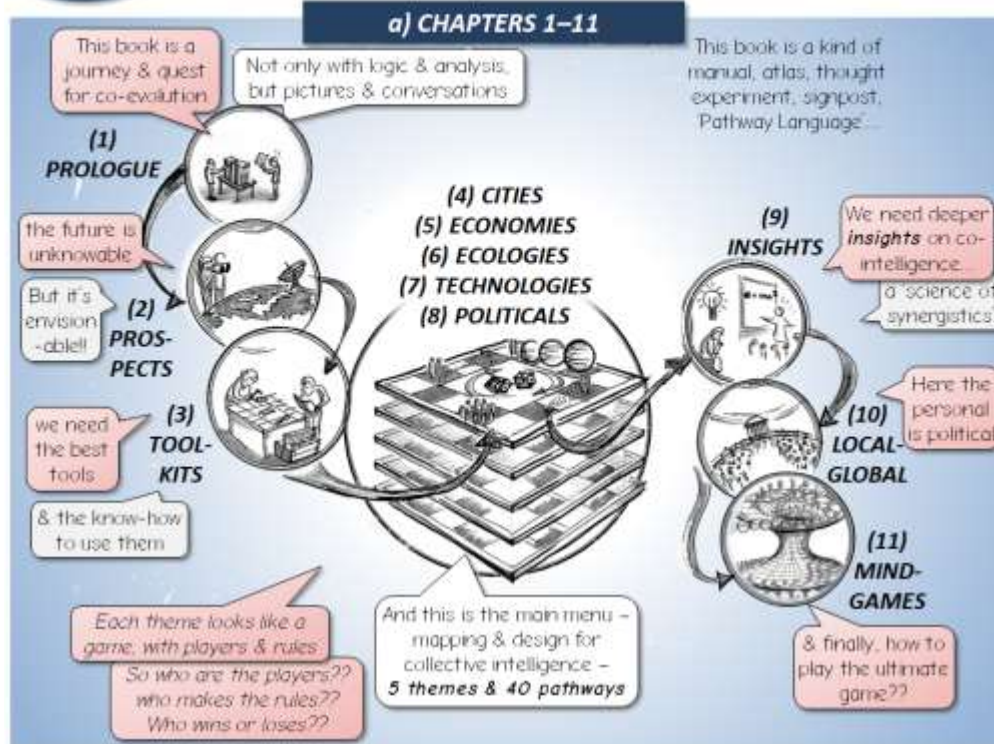 a) CHAPTERS 1–11
This book is a
journey & quest
for co-evolution
Not only with logic & analysis,
but pictures & conversations
This book is a kind of
manual, atlas, thought
experiment, signpost,
'Pathway Language'...
(1)
PROLOGUE
the future is
unknowable
But it's
envision
-able!!
(2)
PROS-
PECTS
(3)
TOOL-
KITS
we need
the best
tools
& the know-how
to use them
(4) CITIES
(5) ECONOMIES
(6) ECOLOGIES
(7) TECHNOLOGIES
(8) POLITICALS
(9)
INSIGHTS
We need deeper
insights on co-
intelligence...
a 'science of
synergistics'
Here the
personal
is political
(10)
LOCAL-
GLOBAL
(11)
MIND-
GAMES
Each theme looks like a
game, with players & rules
So who are the players??
who makes the rules??
Who wins or loses??
And this is the main menu –
mapping & design for
collective intelligence –
5 themes & 40 pathways
& finally, how to
play the ultimate
game??